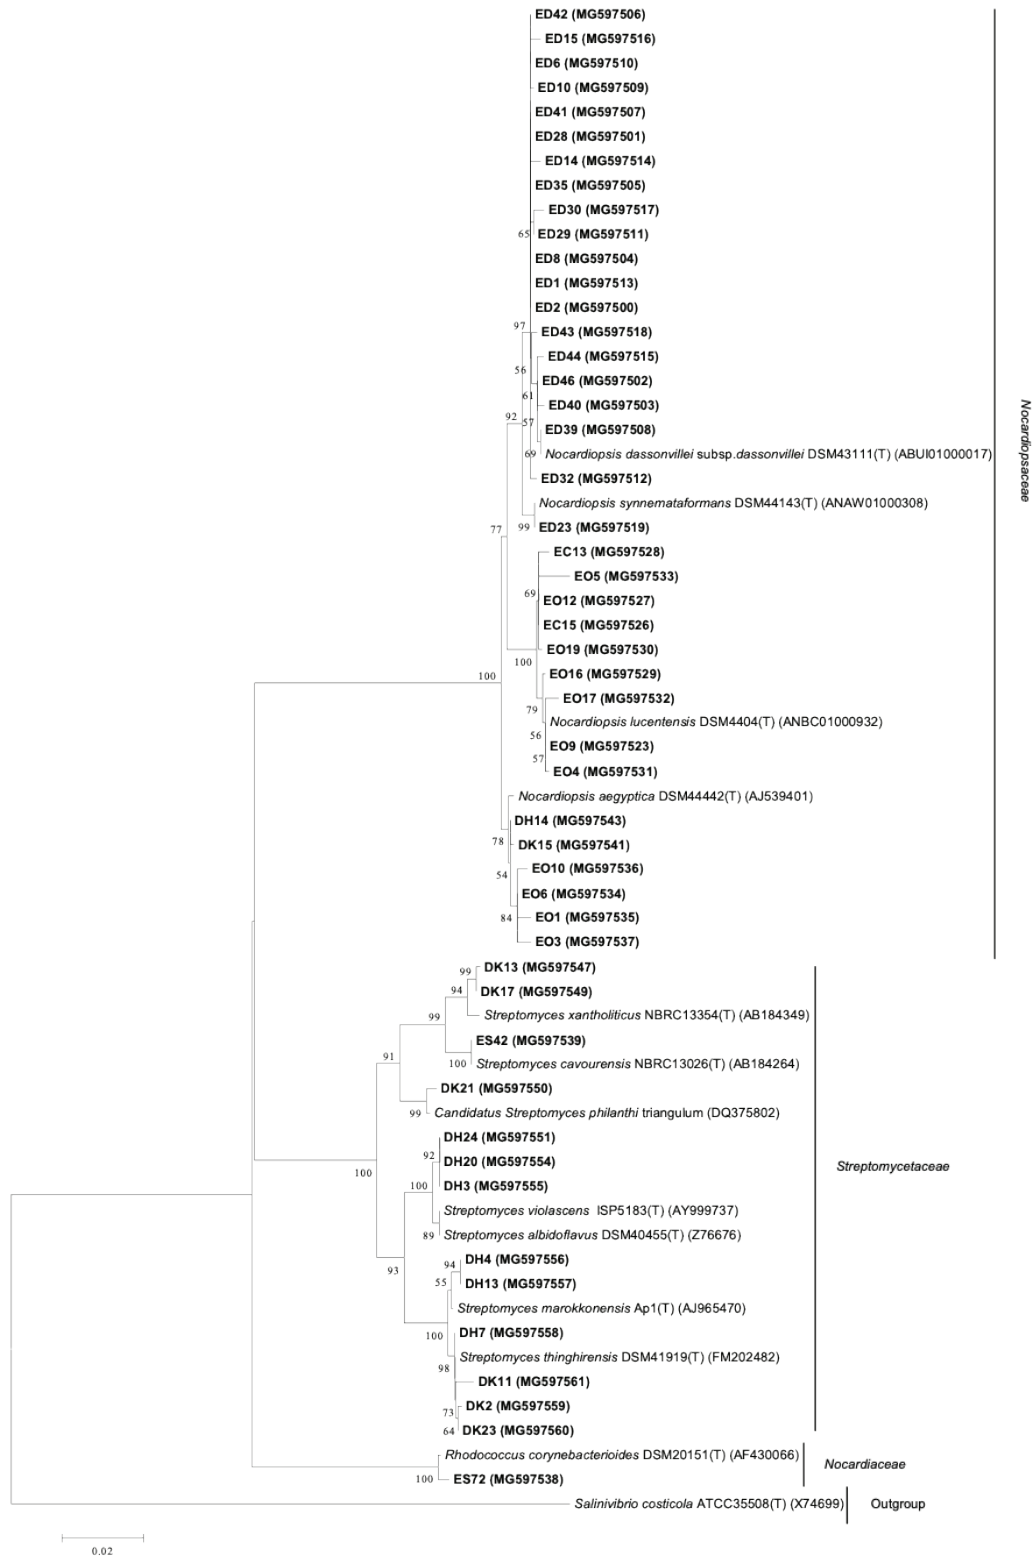 ED42 (MG597506)
ED15 (MG597516)
ED6 (MG597510)
ED10 (MG597509)
ED41 (MG597507)
ED28 (MG597501)
ED14 (MG597514)
ED35 (MG597505)
ED30 (MG597517)
65
ED29 (MG597511)
ED8 (MG597504)
ED1 (MG597513)
ED2 (MG597500)
97
ED43 (MG597518)
ED44 (MG597515)
56
ED46 (MG597502)
61
ED40 (MG597503)
92
57
ED39 (MG597508)
69
Nocardiopsis dassonvillei subsp.dassonvillei DSM43111(T) (ABUI01000017)
ED32 (MG597512)
Nocardiopsis synnemataformans DSM44143(T) (ANAW01000308)
77
99
ED23 (MG597519)
EC13 (MG597528)
EO5 (MG597533)
69
EO12 (MG597527)
EC15 (MG597526)
EO19 (MG597530)
100
100
EO16 (MG597529)
EO17 (MG597532)
79
Nocardiopsis lucentensis DSM4404(T) (ANBC01000932)
56
EO9 (MG597523)
57
EO4 (MG597531)
Nocardiopsis aegyptica DSM44442(T) (AJ539401)
DH14 (MG597543)
78
DK15 (MG597541)
EO10 (MG597536)
54
EO6 (MG597534)
84
EO1 (MG597535)
EO3 (MG597537)
Nocardiopsaceae
99
DK13 (MG597547)
94
DK17 (MG597549)
99
Streptomyces xantholiticus NBRC13354(T) (AB184349)
ES42 (MG597539)
91
100
Streptomyces cavourensis NBRC13026(T) (AB184264)
DK21 (MG597550)
99
Candidatus Streptomyces philanthi triangulum (DQ375802)
DH24 (MG597551)
92
DH20 (MG597554)
100
100
DH3 (MG597555)
Streptomyces violascens ISP5183(T) (AY999737)
89
Streptomyces albidoflavus DSM40455(T) (Z76676)
93
94
DH4 (MG597556)
55
DH13 (MG597557)
Streptomyces marokkonensis Ap1(T) (AJ965470)
100
DH7 (MG597558)
Streptomyces thinghirensis DSM41919(T) (FM202482)
98
DK11 (MG597561)
73
DK2 (MG597559)
64
DK23 (MG597560)
Streptomycetaceae
Rhodococcus corynebacterioides DSM20151(T) (AF430066)
100
ES72 (MG597538)
Nocardiaceae
Salinivibrio costicola ATCC35508(T) (X74699)
Outgroup
0.02